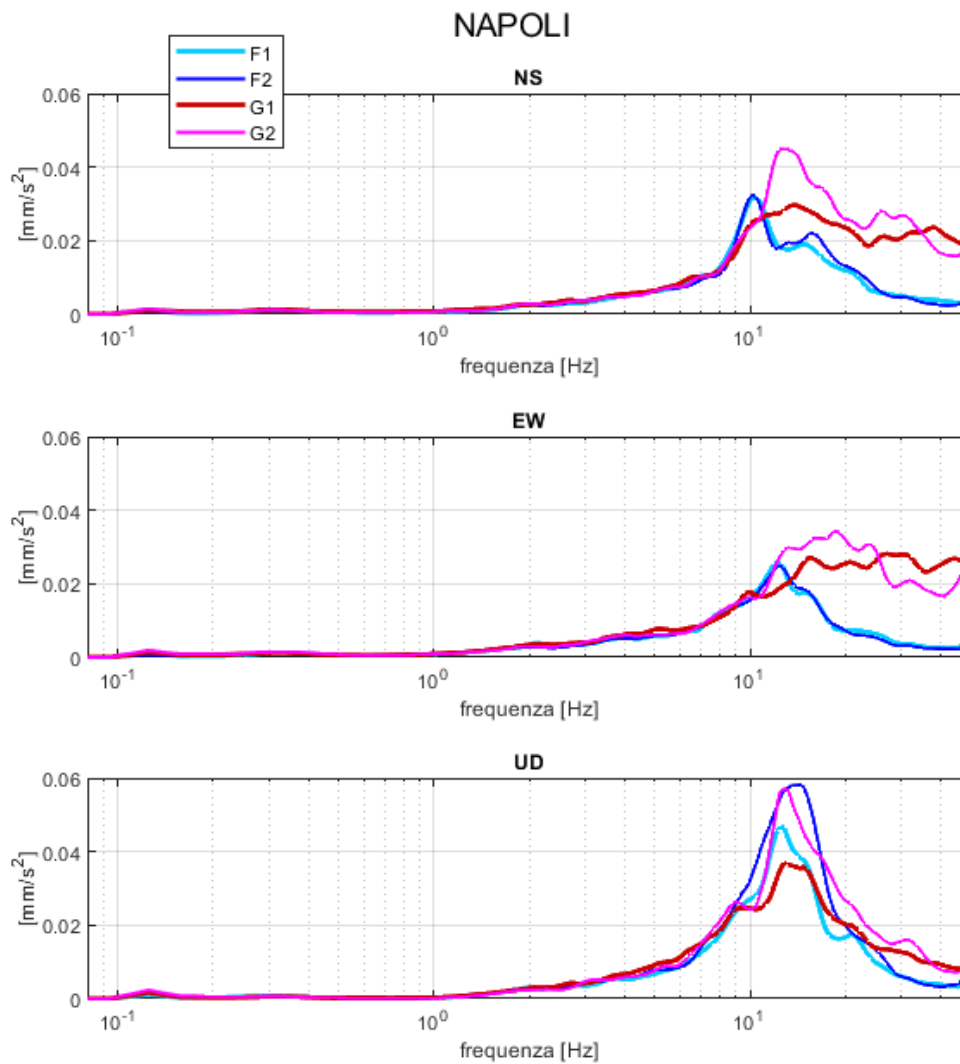 NAPOLI
F1
F2
G1
G2
NS
0.06
0.04
0.02
0
[mm/s²]
10⁻¹ 10⁰ 10¹
frequenza [Hz]
EW
0.06
0.04
0.02
0
[mm/s²]
10⁻¹ 10⁰ 10¹
frequenza [Hz]
UD
0.06
0.04
0.02
0
[mm/s²]
10⁻¹ 10⁰ 10¹
frequenza [Hz]